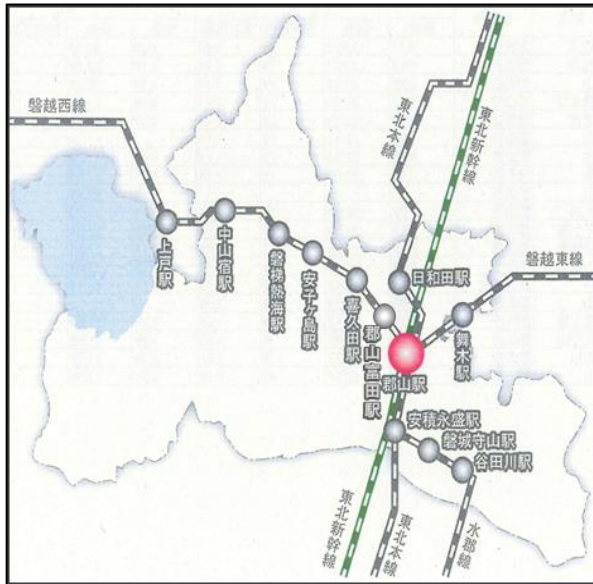 磐越西線
東北本線
東北新幹線
磐越東線
上戸駅
中山宿駅
磐梯熱海駅
安子ヶ島駅
喜久田駅
郡山富田駅
日和田駅
舞木駅
郡山駅
安積永盛駅
磐城守山駅
谷田川駅
東北新幹線
東北本線
水郡線